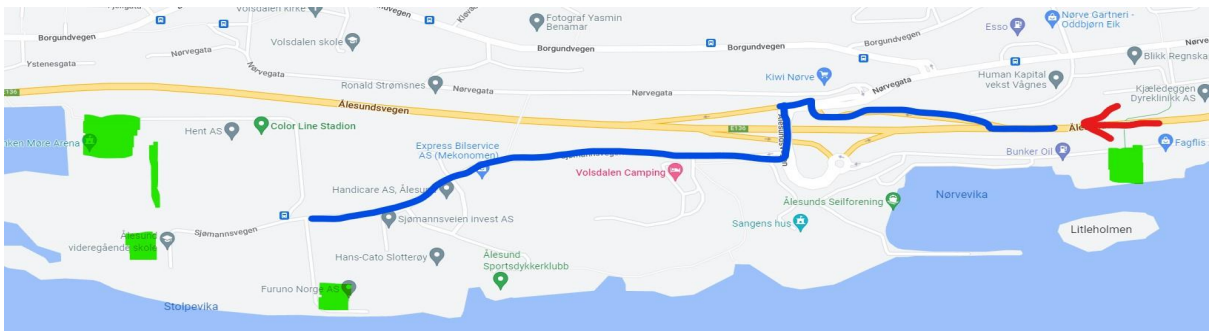 Volsdalen kirke
Borgundvegen
Volsdalen skole
Nørvegata
Ystenesgata
Fotograf Yasmin
Benamar
Borgundvegen
Borgundvegen
Borgundvegen
Esso
Nørve Gartneri -
Oddbjørn Eik
Blikk Regnska
Nørve
Kiwi Nørve
Nørvegata
Human Kapital
vekst Vågnes
Kjæledeggen
Dyreklinikk AS
Ronald Strømsnes
Nørvegata
Nørvegata
E136
Ålesundsvegen
E136
Åle
Hent AS
Color Line Stadion
Express Bilservice
AS (Mekonomen)
Bunker Oil
Fagflis
ken Møre Arena
Volsdalen Camping
Handicare AS, Ålesu
Nørvevika
Ålesunds Seilforening
Sjømannsveien invest AS
Sangens hus
Litleholmen
Sjømannsvegen
Ålesund
videregående skole
Hans-Cato Slotterøy
Ålesund
Sportsdykkerklubb
Furuno Norge AS
Stolpevika